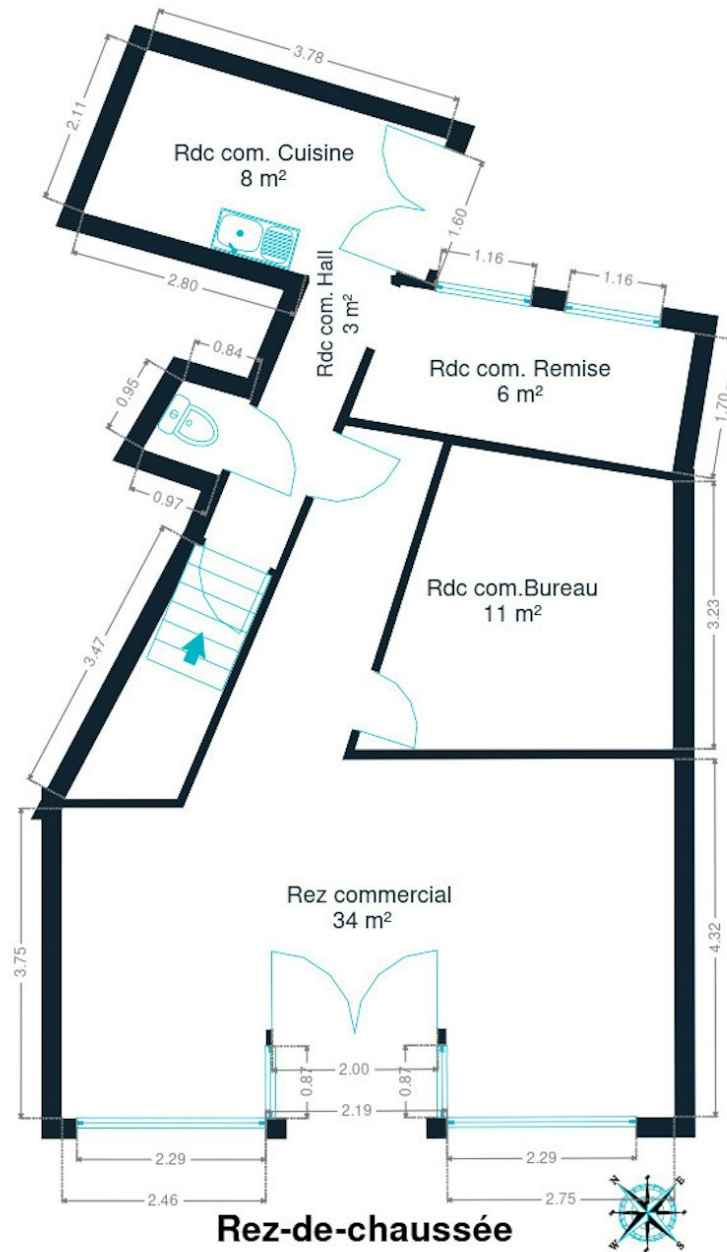 3.78
2.11
Rdc com. Cuisine
8 m²
1.60
2.80
1.16
1.16
Rdc com. Hall
3 m²
0.84
0.95
Rdc com. Remise
6 m²
1.70
0.97
3.47
Rdc com.Bureau
11 m²
3.23
Rez commercial
34 m²
3.75
4.32
0.87
2.00
0.87
2.19
2.29
2.29
2.46
2.75
N
E
W
S
Rez-de-chaussée